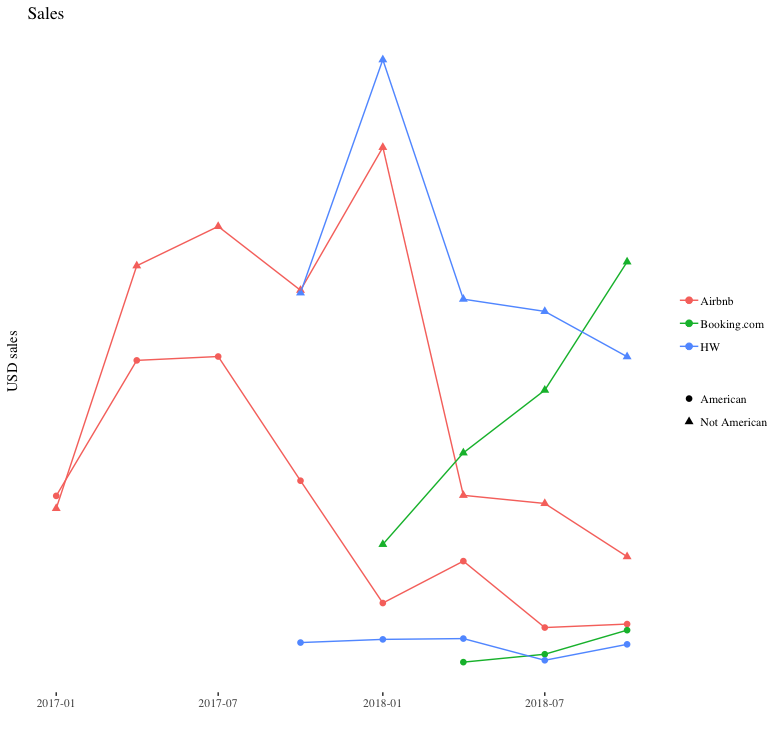 Sales
USD sales
Airbnb
Booking.com
HW
American
Not American
2017-01
2017-07
2018-01
2018-07